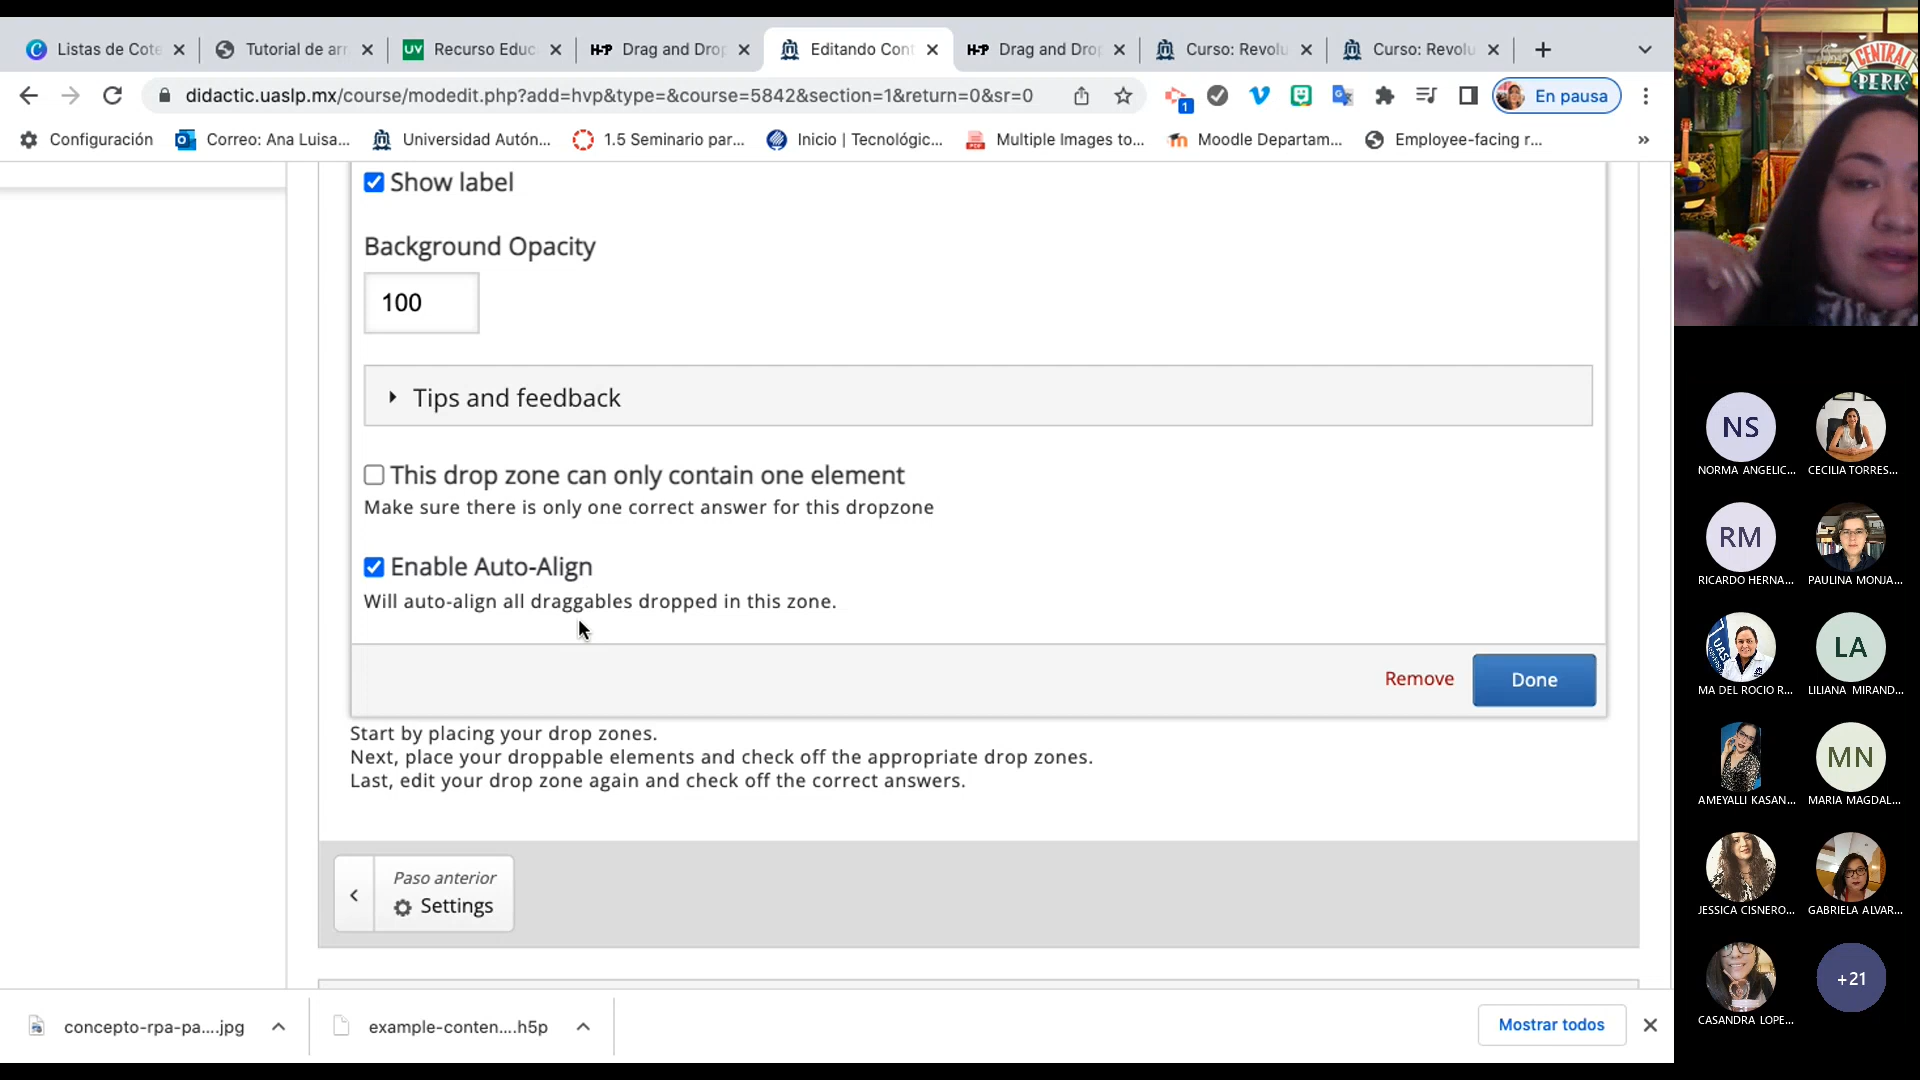 Listas de Cote
Tutorial de arr
UV Recurso Educ
H-P Drag and Drop
Editando Cont
H-P Drag and Drop
Curso: Revolu
Curso: Revolu
didactic.uaslp.mx/course/modedit.php?add=hvp&type=&course=5842&section=1&return=0&sr=0
1
En pausa
Configuración
Correo: Ana Luisa...
Universidad Autón...
1.5 Seminario par...
Inicio | Tecnológic...
Multiple Images to...
Moodle Departam...
Employee-facing r...
»
Show label
Background Opacity
100
Tips and feedback
This drop zone can only contain one element
Make sure there is only one correct answer for this dropzone
Enable Auto-Align
Will auto-align all draggables dropped in this zone.
Remove
Done
Start by placing your drop zones.
Next, place your droppable elements and check off the appropriate drop zones.
Last, edit your drop zone again and check off the correct answers.
Paso anterior
Settings
concepto-rpa-pa....jpg
example-conten....h5p
Mostrar todos
CENTRAL
PERK
NS
NORMA ANGELIC...
CECILIA TORRES...
RM
RICARDO HERNA...
PAULINA MONJA...
MA DEL ROCIO R...
LA
LILIANA MIRAND...
AMEYALLI KASAN...
MN
MARIA MAGDAL...
JESSICA CISNERO...
GABRIELA ALVAR...
CASANDRA LOPE...
+21